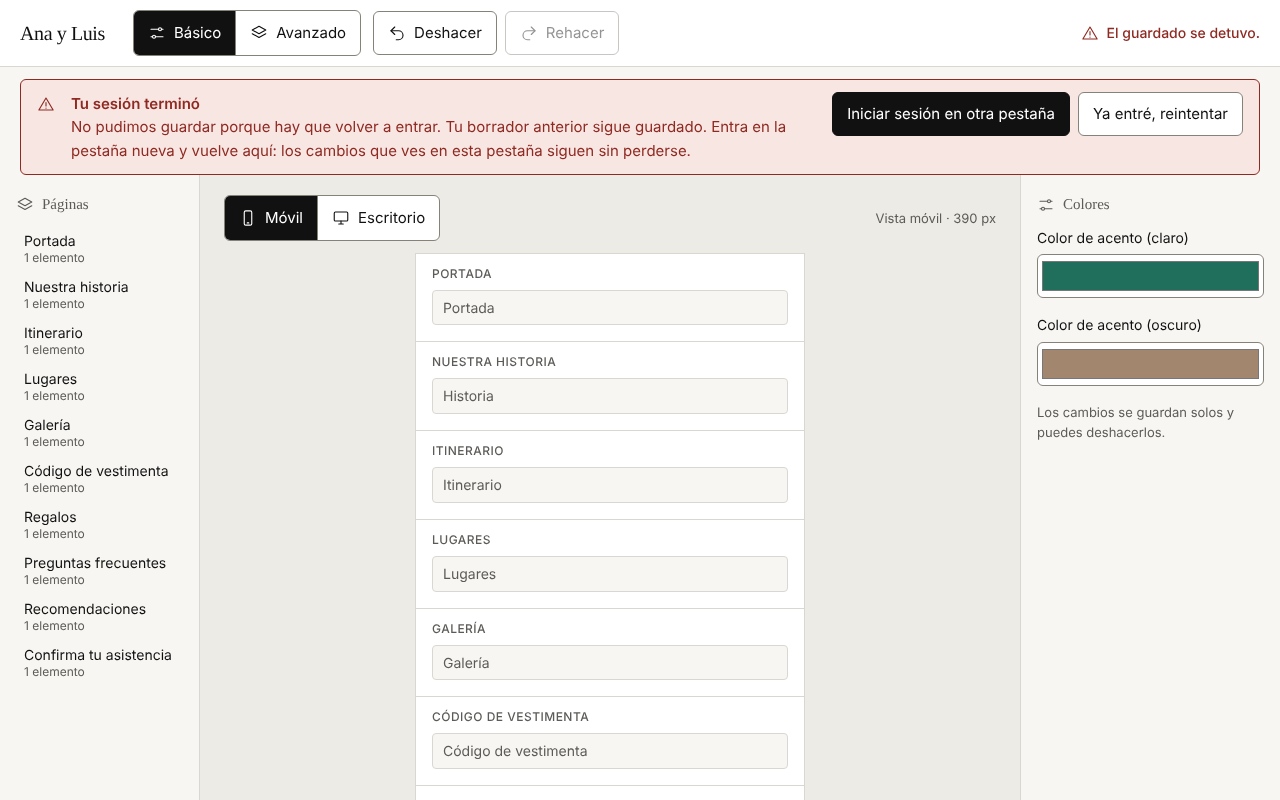 Ana y Luis
Básico
Avanzado
Deshacer
Rehacer
El guardado se detuvo.
Tu sesión terminó
No pudimos guardar porque hay que volver a entrar. Tu borrador anterior sigue guardado. Entra en la
pestaña nueva y vuelve aquí: los cambios que ves en esta pestaña siguen sin perderse.
Iniciar sesión en otra pestaña
Ya entré, reintentar
Páginas
Portada
1 elemento
Nuestra historia
1 elemento
Itinerario
1 elemento
Lugares
1 elemento
Galería
1 elemento
Código de vestimenta
1 elemento
Regalos
1 elemento
Preguntas frecuentes
1 elemento
Recomendaciones
1 elemento
Confirma tu asistencia
1 elemento
Móvil
Escritorio
Vista móvil · 390 px
PORTADA
Portada
NUESTRA HISTORIA
Historia
ITINERARIO
Itinerario
LUGARES
Lugares
GALERÍA
Galería
CÓDIGO DE VESTIMENTA
Código de vestimenta
Colores
Color de acento (claro)
Color de acento (oscuro)
Los cambios se guardan solos y
puedes deshacerlos.